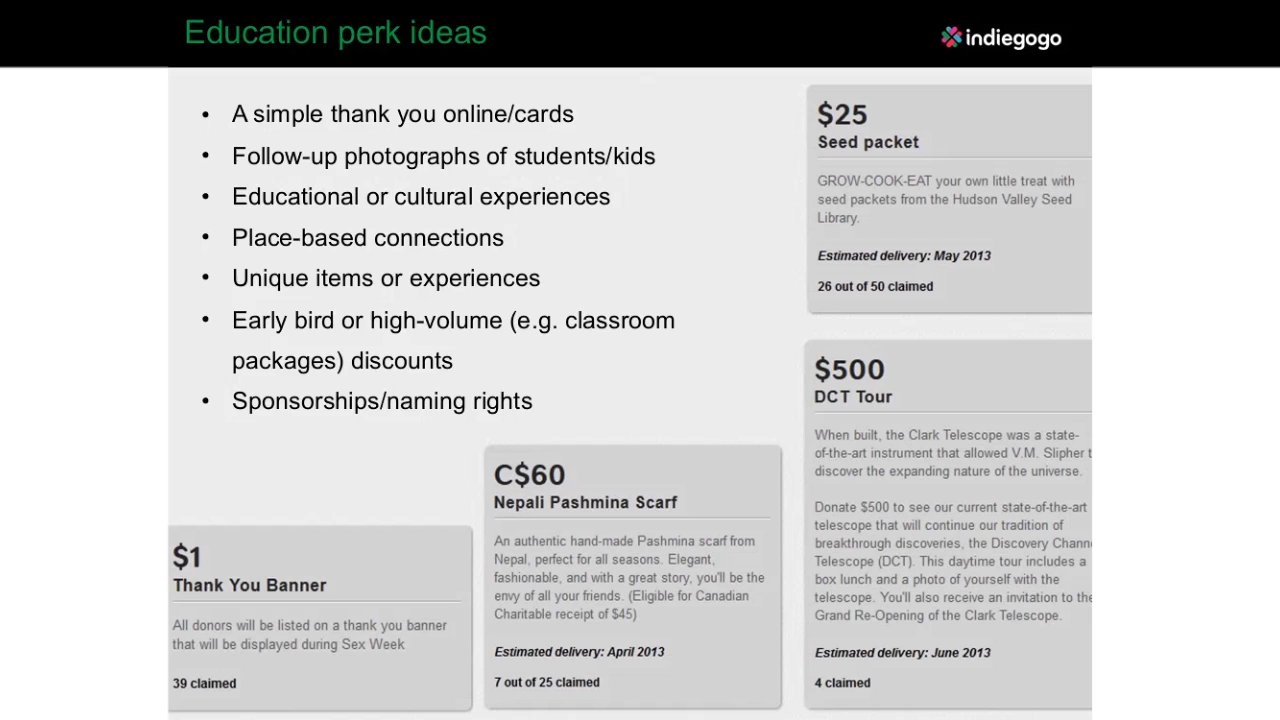 Education perk ideas
indiegogo
• A simple thank you online/cards
• Follow-up photographs of students/kids
• Educational or cultural experiences
• Place-based connections
• Unique items or experiences
• Early bird or high-volume (e.g. classroom
packages) discounts
• Sponsorships/naming rights
$25
Seed packet
GROW-COOK-EAT your own little treat with
seed packets from the Hudson Valley Seed
Library.
Estimated delivery: May 2013
26 out of 50 claimed
$500
DCT Tour
When built, the Clark Telescope was a state-
of-the-art instrument that allowed V.M. Slipher t
discover the expanding nature of the universe.
Donate $500 to see our current state-of-the-art
telescope that will continue our tradition of
breakthrough discoveries, the Discovery Chann
Telescope (DCT). This daytime tour includes a
box lunch and a photo of yourself with the
telescope. You'll also receive an invitation to the
Grand Re-Opening of the Clark Telescope.
Estimated delivery: June 2013
4 claimed
C$60
Nepali Pashmina Scarf
An authentic hand-made Pashmina scarf from
Nepal, perfect for all seasons. Elegant,
fashionable, and with a great story, you'll be the
envy of all your friends. (Eligible for Canadian
Charitable receipt of $45)
Estimated delivery: April 2013
7 out of 25 claimed
$1
Thank You Banner
All donors will be listed on a thank you banner
that will be displayed during Sex Week
39 claimed